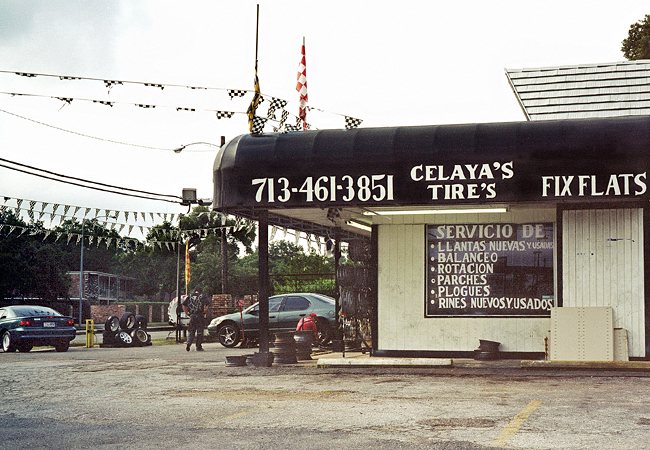 713-461-3851
CELAYA'S
TIRE'S
FIX FLATS
SERVICIO DE
LLANTAS NUEVAS Y USADAS
• BALANCEO
• ROTACION
• PARCHES
• PLOGUES
• RINES NUEVOS,Y,USADOS